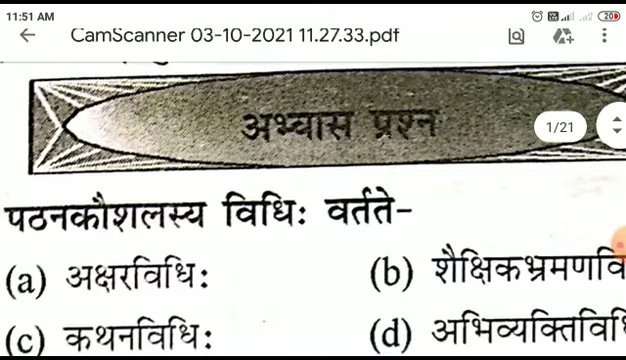 11:51 AM 20
CamScanner 03-10-2021 11.27.33.pdf
अभ्यास प्रश्न
1/21
पठनकौशलस्य विधिः वर्तते-
(a) अक्षरविधिः (b) शैक्षिकभ्रमणवि
(c) कथनविधिः (d) अभिव्यक्तिवि